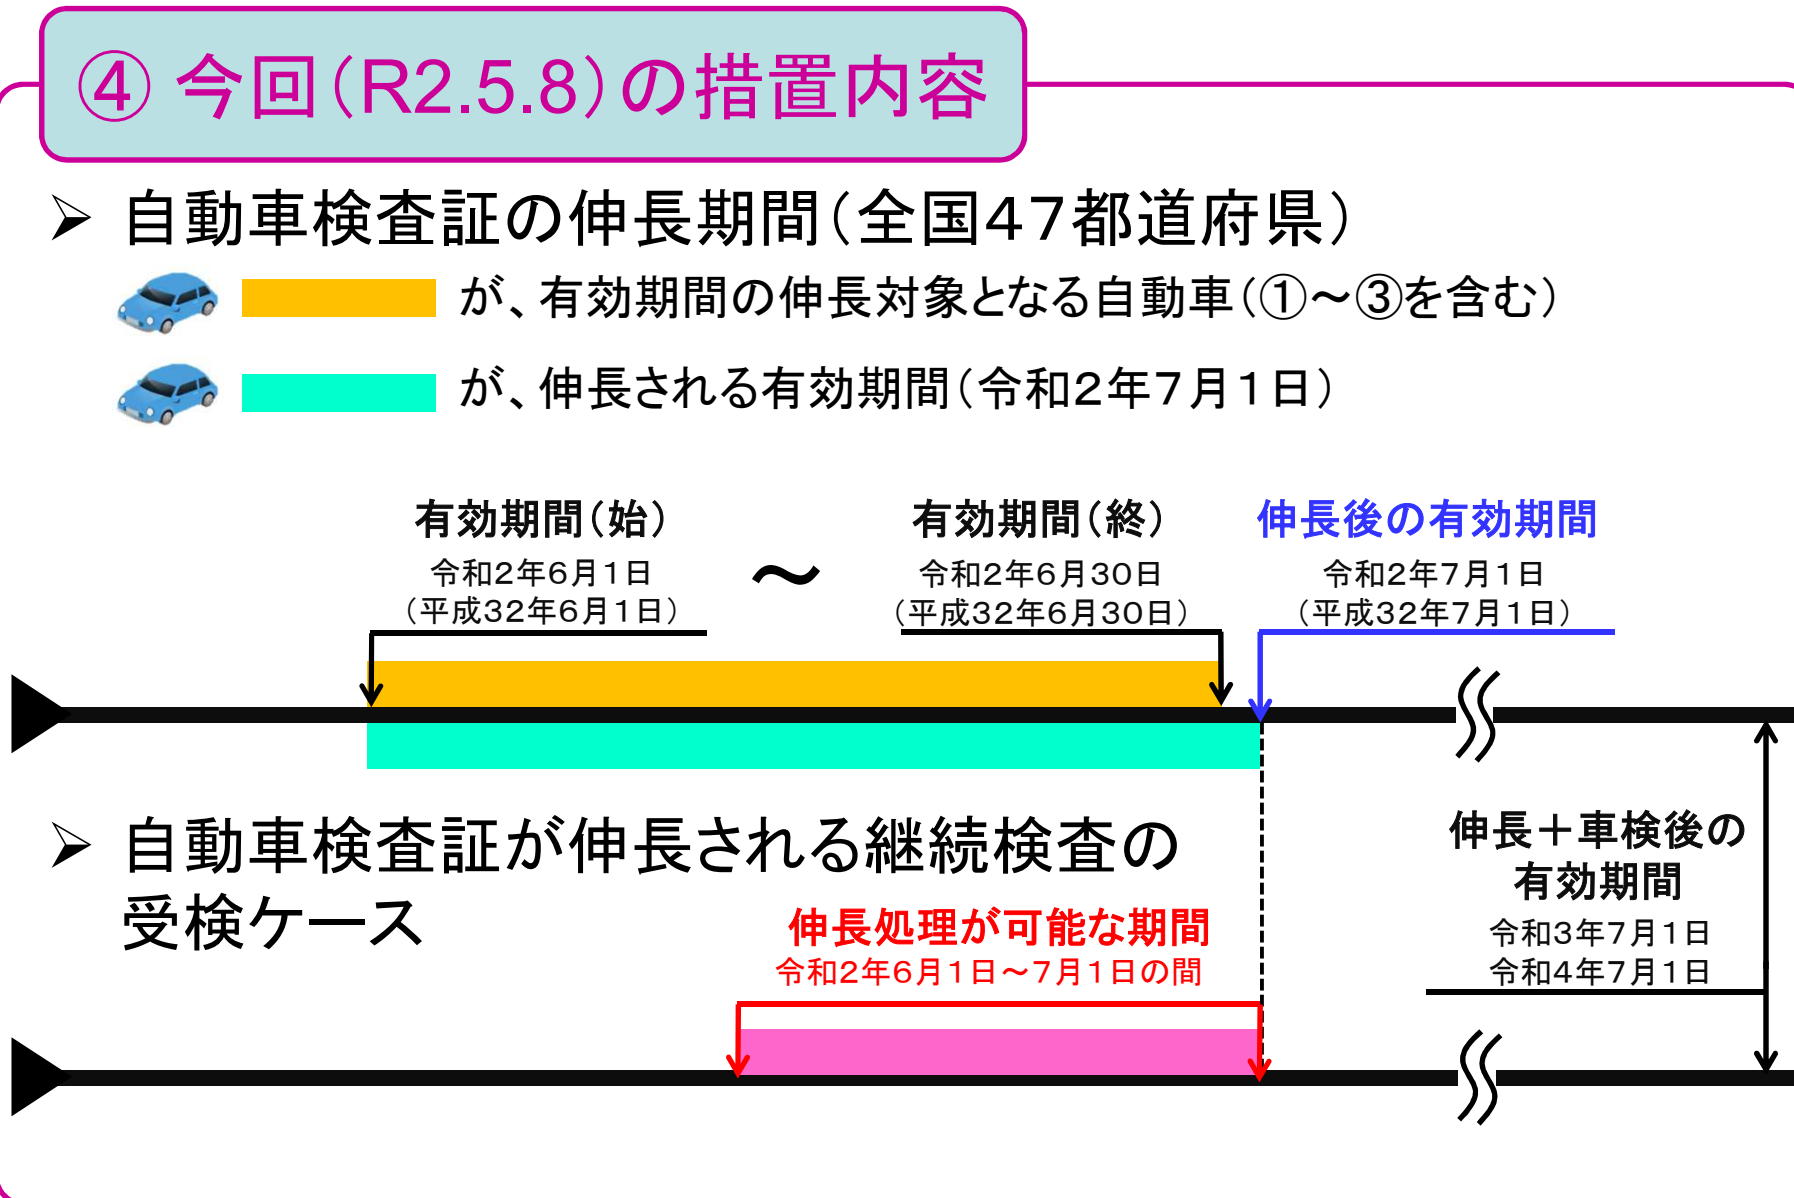 ④ 今回（R2.5.8）の措置内容
➢ 自動車検査証の伸長期間（全国４７都道府県）
が、有効期間の伸長対象となる自動車（①～③を含む）
が、伸長される有効期間（令和２年７月１日）
有効期間（始）
令和２年６月１日
（平成３２年６月１日）
～
有効期間（終）
令和２年６月３０日
（平成３２年６月３０日）
伸長後の有効期間
令和２年７月１日
（平成３２年７月１日）
➢ 自動車検査証が伸長される継続検査の
受検ケース
伸長処理が可能な期間
令和２年６月１日～７月１日の間
伸長＋車検後の
有効期間
令和３年７月１日
令和４年７月１日